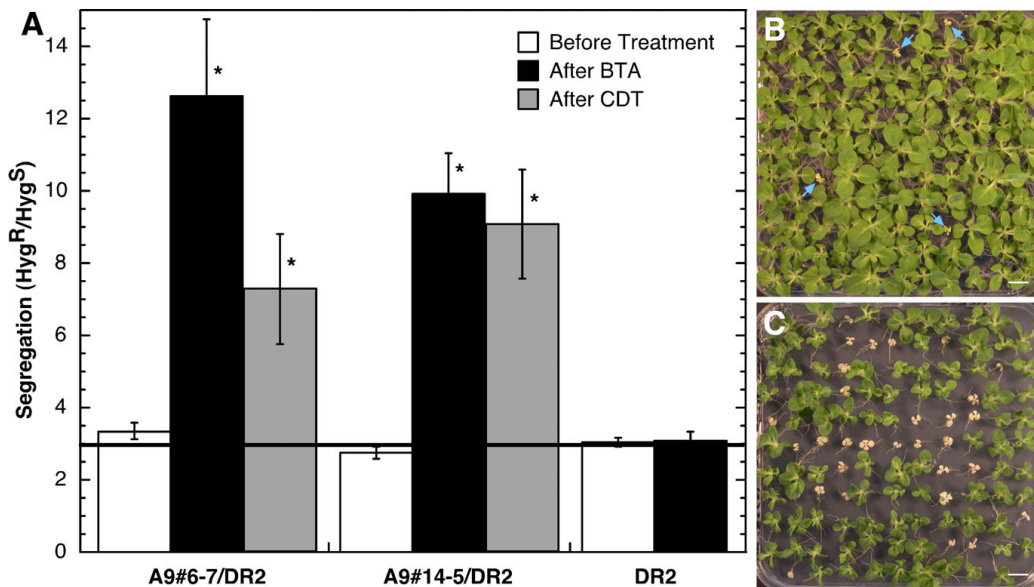 A
14
12
10
8
6
4
2
0
Segregation (HygR/HygS)
Before Treatment
After BTA
After CDT
*
*
*
*
A9#6-7/DR2
A9#14-5/DR2
DR2
B
C